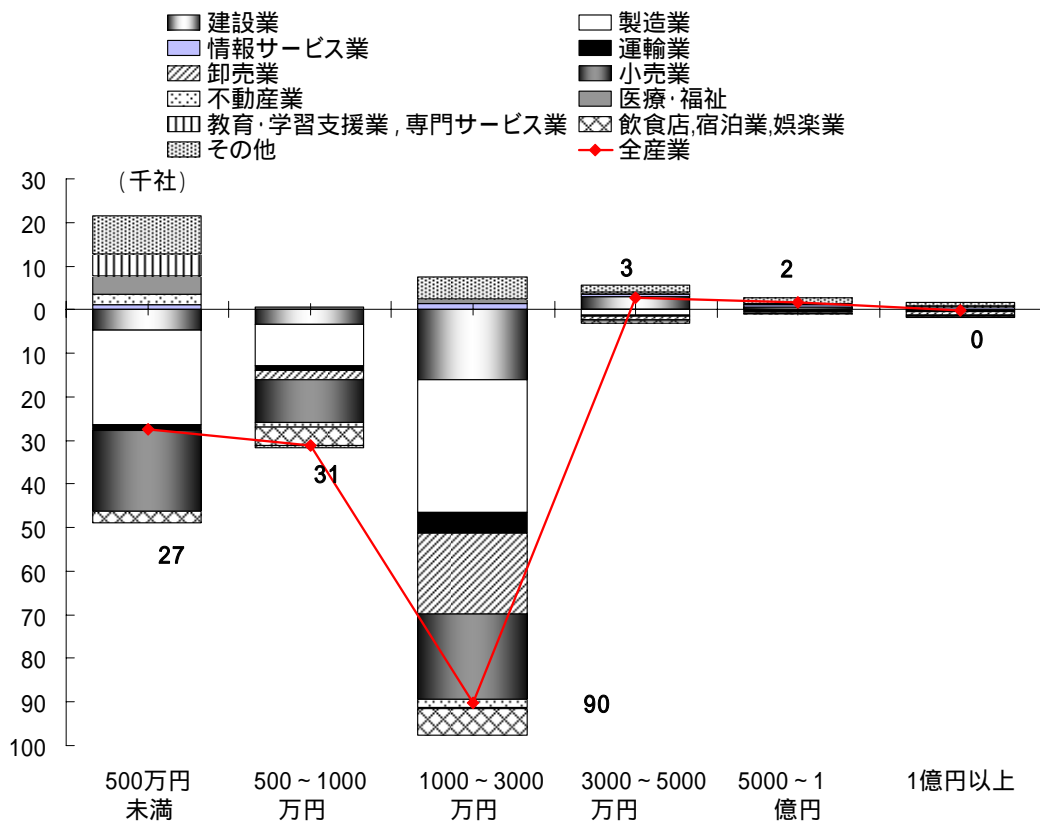 建設業
製造業
情報サービス業
運輸業
卸売業
小売業
不動産業
医療・福祉
教育・学習支援業，専門サービス業
飲食店,宿泊業,娯楽業
その他
全産業
(千社)
30
20
10
0
10
20
30
40
50
60
70
80
90
100
27
31
90
3
2
0
500万円
未満
500～1000
万円
1000～3000
万円
3000～5000
万円
5000～1
億円
1億円以上